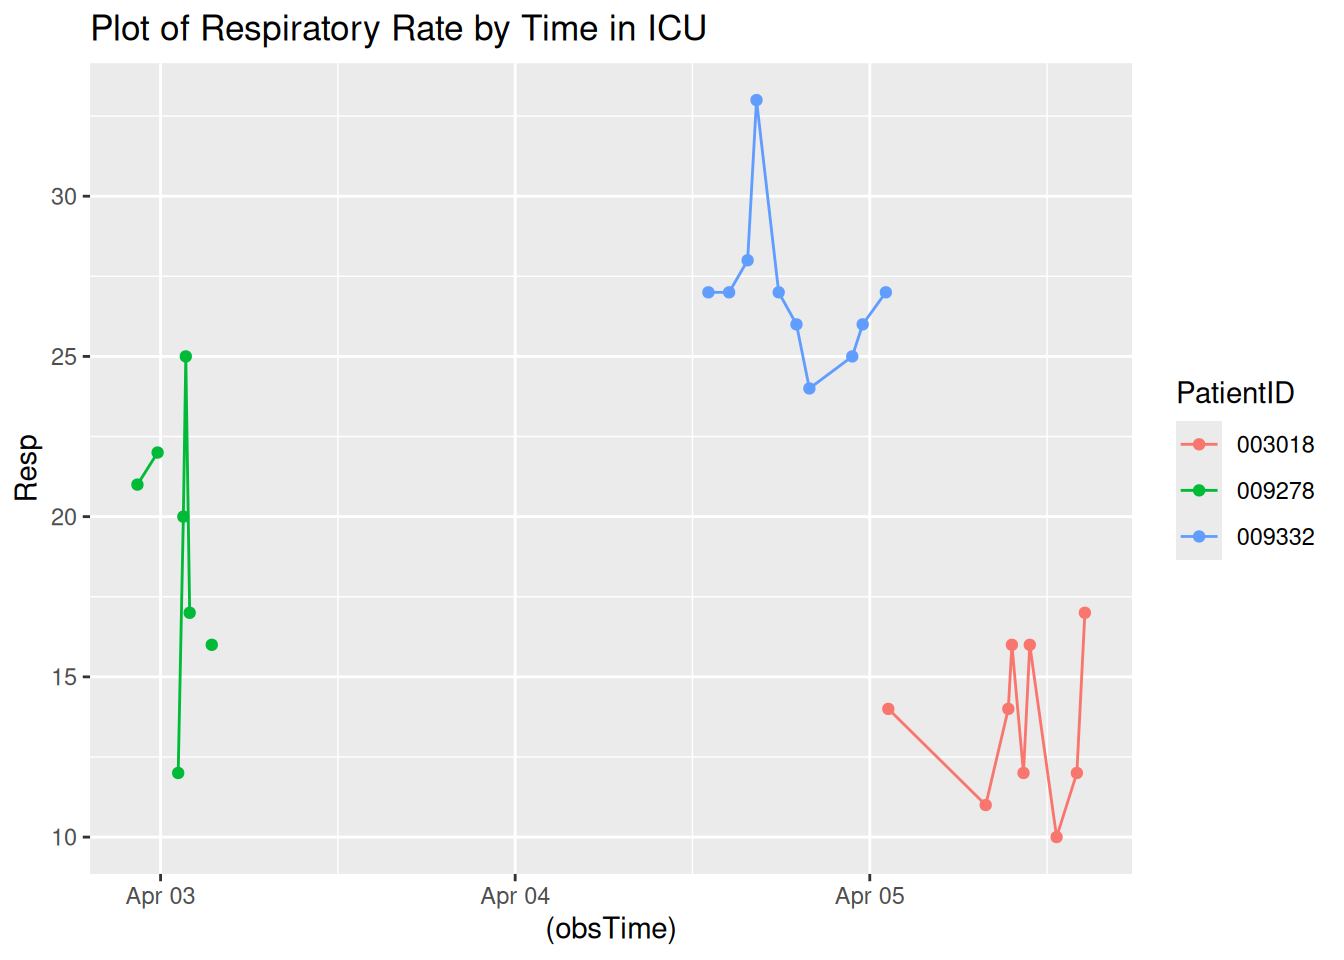 Plot of Respiratory Rate by Time in ICU
Resp
30
25
20
15
10
Apr 03
Apr 04
Apr 05
(obsTime)
PatientID
003018
009278
009332